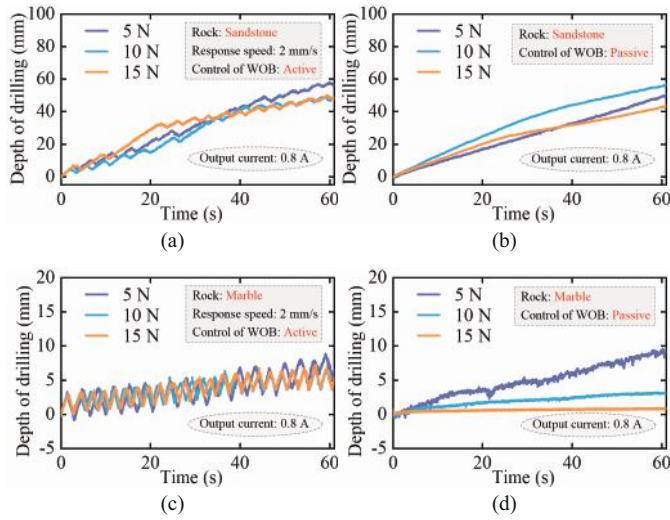 Depth of drilling (mm)
100
80
60
40
20
0
5 N
10 N
15 N
Rock: Sandstone
Response speed: 2 mm/s
Control of WOB: Active
Output current: 0.8 A
0
20
40
60
Time (s)
(a)
Depth of drilling (mm)
100
80
60
40
20
0
5 N
10 N
15 N
Rock: Sandstone
Control of WOB: Passive
Output current: 0.8 A
0
20
40
60
Time (s)
(b)
Depth of drilling (mm)
20
15
10
5
0
-5
5 N
10 N
15 N
Rock: Marble
Response speed: 2 mm/s
Control of WOB: Active
Output current: 0.8 A
0
20
40
60
Time (s)
(c)
Depth of drilling (mm)
20
15
10
5
0
-5
5 N
10 N
15 N
Rock: Marble
Control of WOB: Passive
Output current: 0.8 A
0
20
40
60
Time (s)
(d)